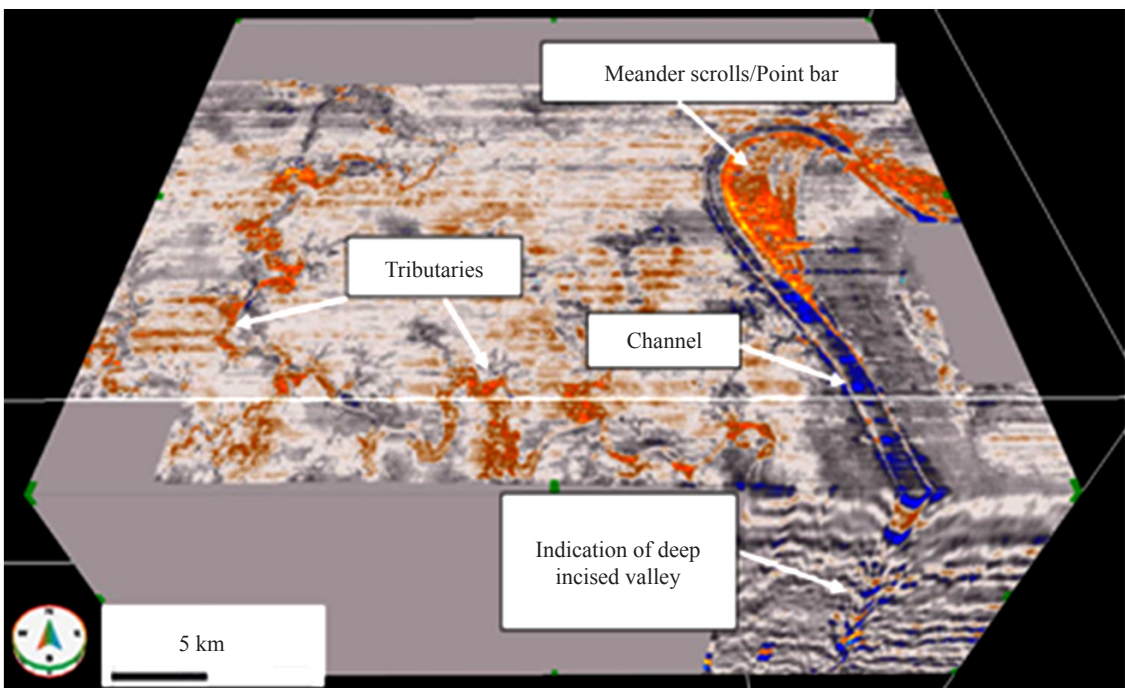 Meander scrolls/Point bar
Tributaries
Channel
Indication of deep
incised valley
N
5 km